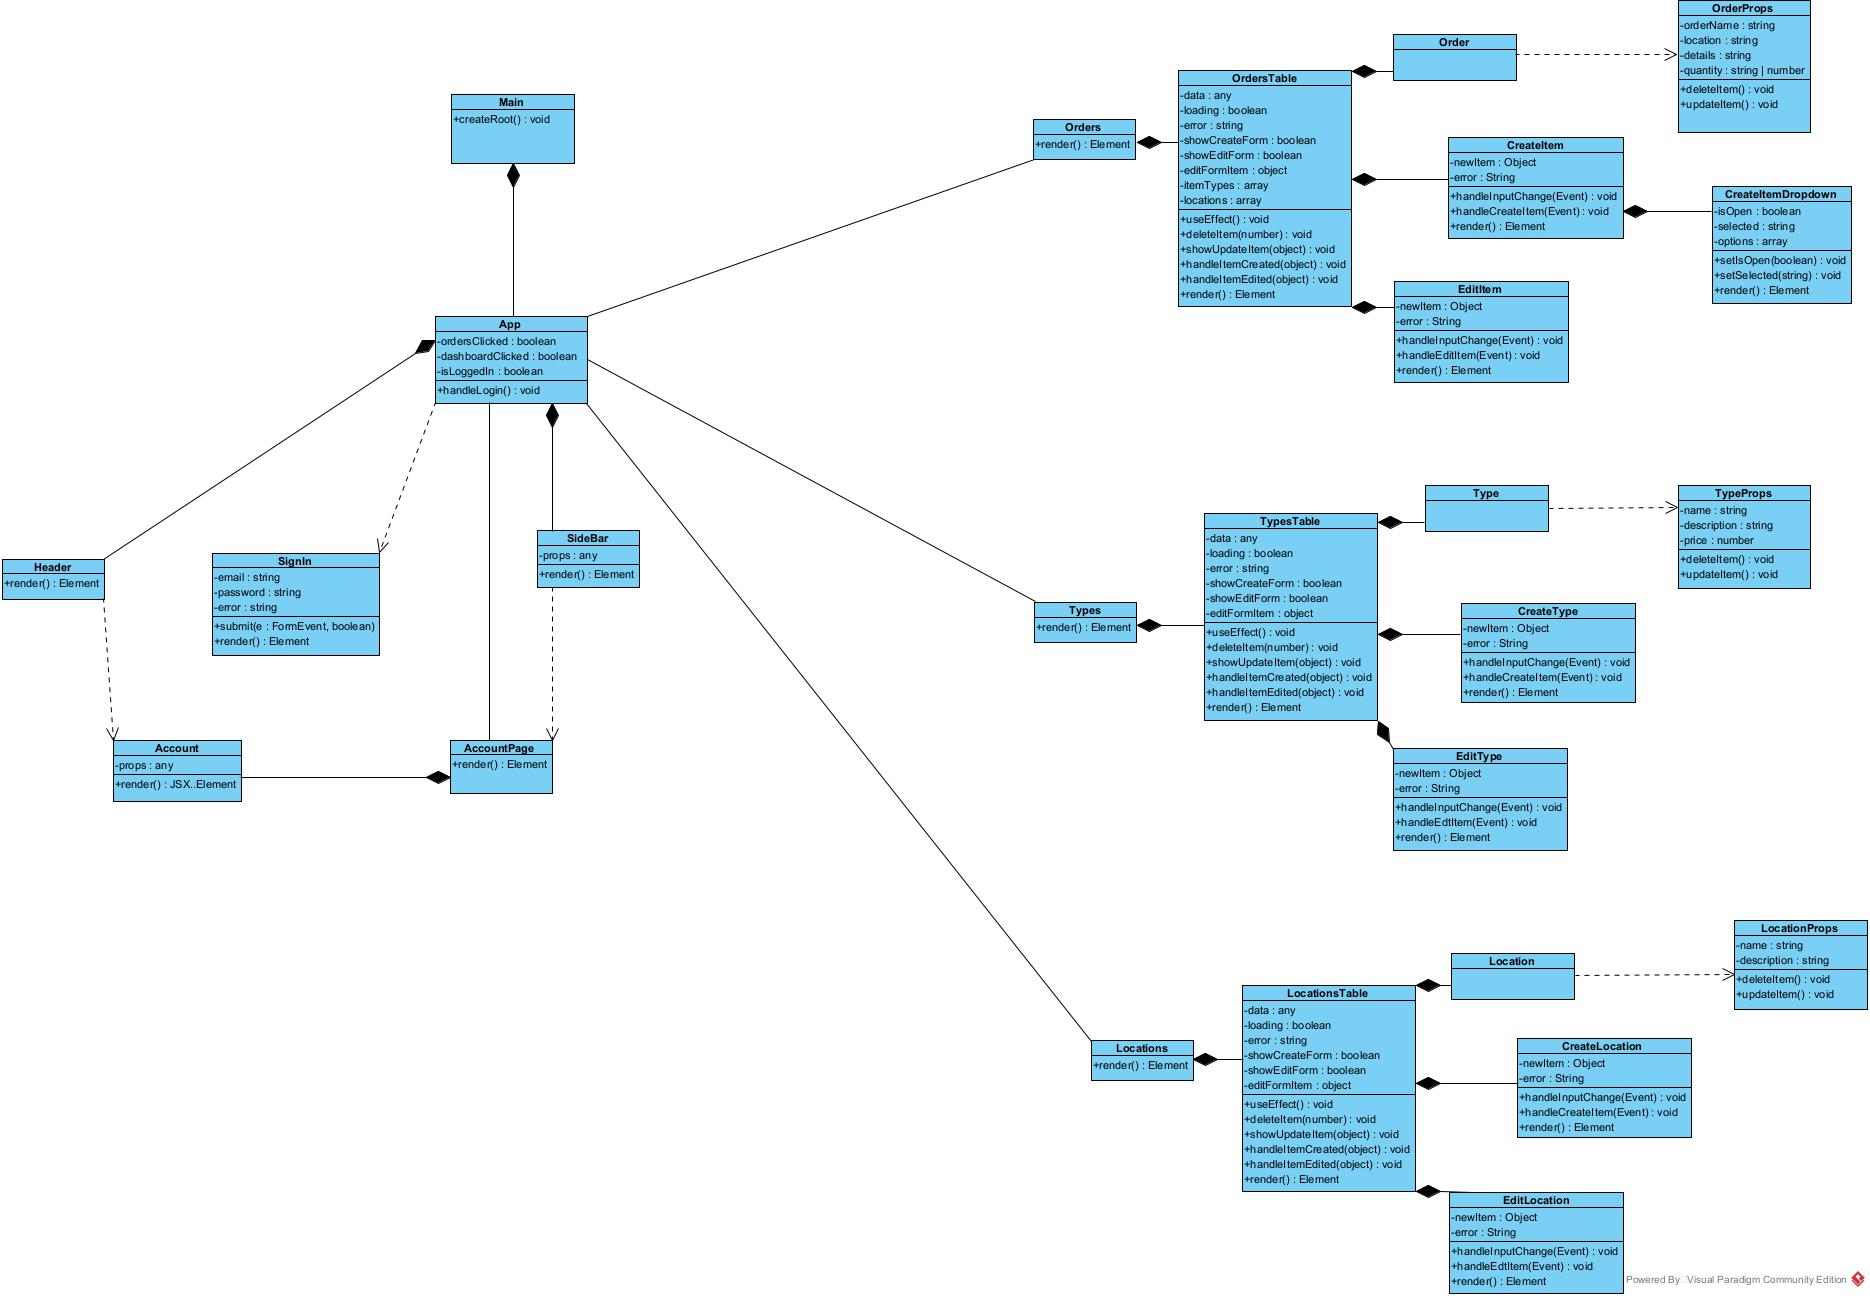 OrderProps
-orderName : string
-location : string
-details : string
-quantity : string | number
+deleteItem() : void
+updateItem() : void
Order
OrdersTable
-data : any
-loading : boolean
-error : string
-showCreateForm : boolean
-showEditForm : boolean
-editFormItem : object
-itemTypes : array
-locations : array
+useEffect() : void
+deleteItem(number) : void
+showUpdateItem(object) : void
+handleItemCreated(object) : void
+handleItemEdited(object) : void
+render() : Element
Main
+createRoot() : void
Orders
+render() : Element
CreateItem
-newItem : Object
-error : String
+handleInputChange(Event) : void
+handleCreateItem(Event) : void
+render() : Element
CreateItemDropdown
-isOpen : boolean
-selected : string
-options : array
+setIsOpen(boolean) : void
+setSelected(string) : void
+render() : Element
EditItem
-newItem : Object
-error : String
+handleInputChange(Event) : void
+handleEditItem(Event) : void
+render() : Element
App
-ordersClicked : boolean
-dashboardClicked : boolean
-isLoggedIn : boolean
+handleLogin() : void
Header
+render() : Element
SignIn
-email : string
-password : string
-error : string
+submit(e : FormEvent, boolean)
+render() : Element
SideBar
-props : any
+render() : Element
Account
-props : any
+render() : JSX..Element
AccountPage
+render() : Element
Type
TypeProps
-name : string
-description : string
-price : number
+deleteItem() : void
+updateItem() : void
TypesTable
-data : any
-loading : boolean
-error : string
-showCreateForm : boolean
-showEditForm : boolean
-editFormItem : object
+useEffect() : void
+deleteItem(number) : void
+showUpdateItem(object) : void
+handleItemCreated(object) : void
+handleItemEdited(object) : void
+render() : Element
Types
+render() : Element
CreateType
-newItem : Object
-error : String
+handleInputChange(Event) : void
+handleCreateItem(Event) : void
+render() : Element
EditType
-newItem : Object
-error : String
+handleInputChange(Event) : void
+handleEdtItem(Event) : void
+render() : Element
LocationProps
-name : string
-description : string
+deleteItem() : void
+updateItem() : void
Location
LocationsTable
-data : any
-loading : boolean
-error : string
-showCreateForm : boolean
-showEditForm : boolean
-editFormItem : object
+useEffect() : void
+deleteItem(number) : void
+showUpdateItem(object) : void
+handleItemCreated(object) : void
+handleItemEdited(object) : void
+render() : Element
Locations
+render() : Element
CreateLocation
-newItem : Object
-error : String
+handleInputChange(Event) : void
+handleCreateItem(Event) : void
+render() : Element
EditLocation
-newItem : Object
-error : String
+handleInputChange(Event) : void
+handleEdtItem(Event) : void
+render() : Element
Powered By Visual Paradigm Community Edition